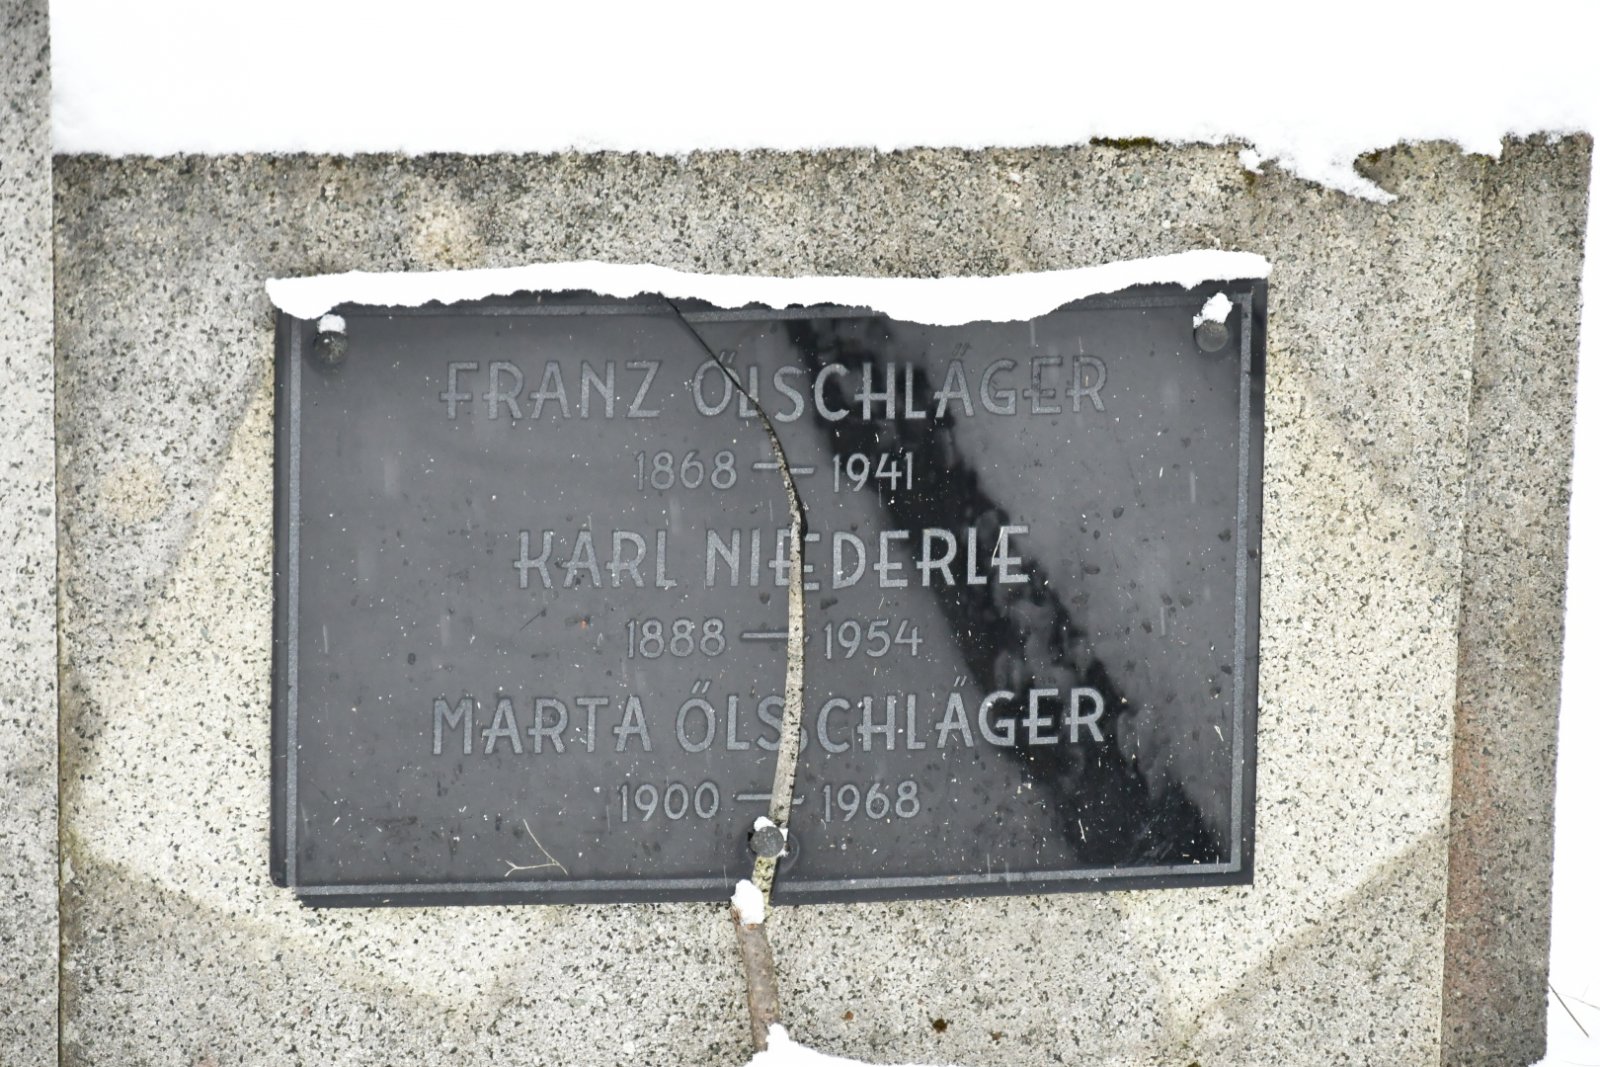 FRANZ ÖLSCHLÄGER
1868 — 1941
KARL NIEDERLE
1888 — 1954
MARTA ÖLSCHLÄGER
1900 — 1968